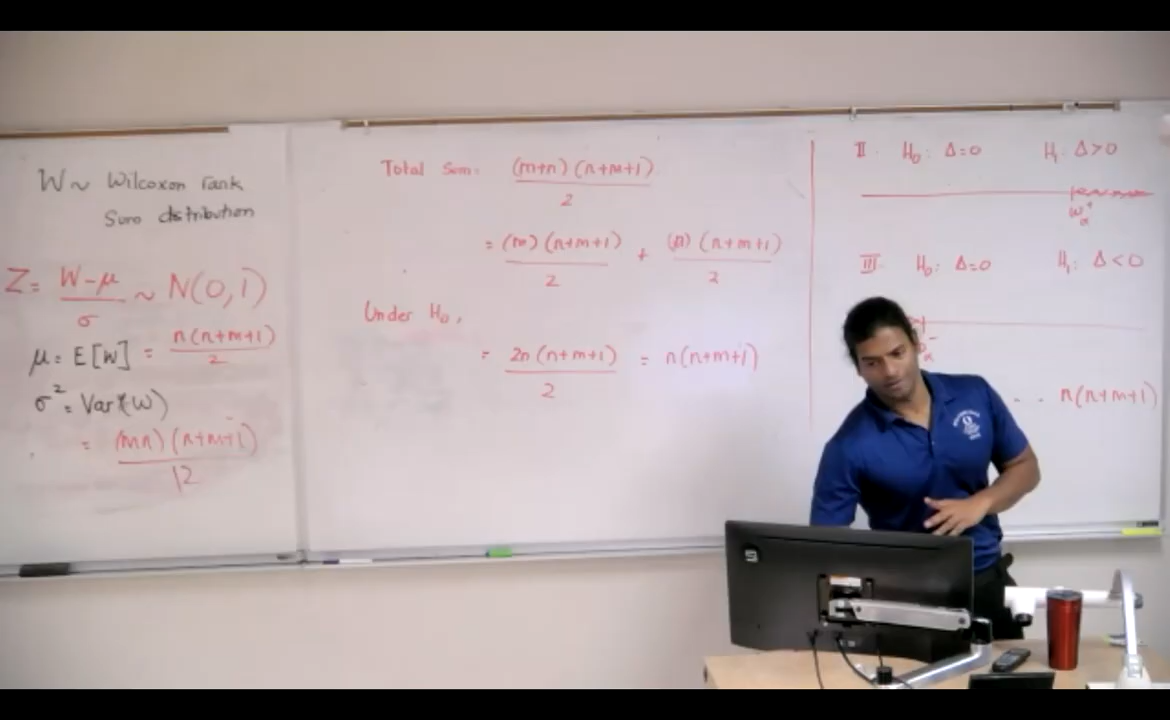 W ~ Wilcoxon rank
Sum distribution
Z = (W-μ)/σ ~ N(0,1)
μ = E[W] = n(n+m+1)/2
σ² = Var(W)
= (mn)(n+m+1)/12
Total Sum: (m+n)(n+m+1)/2
= (m)(n+m+1)/2 + (n)(n+m+1)/2
Under H₀,
= 2n(n+m+1)/2 = n(n+m+1)
II H₀: Δ=0 H₁: Δ>0
III H₀: Δ=0 H₁: Δ<0
. . n(n+m+1)